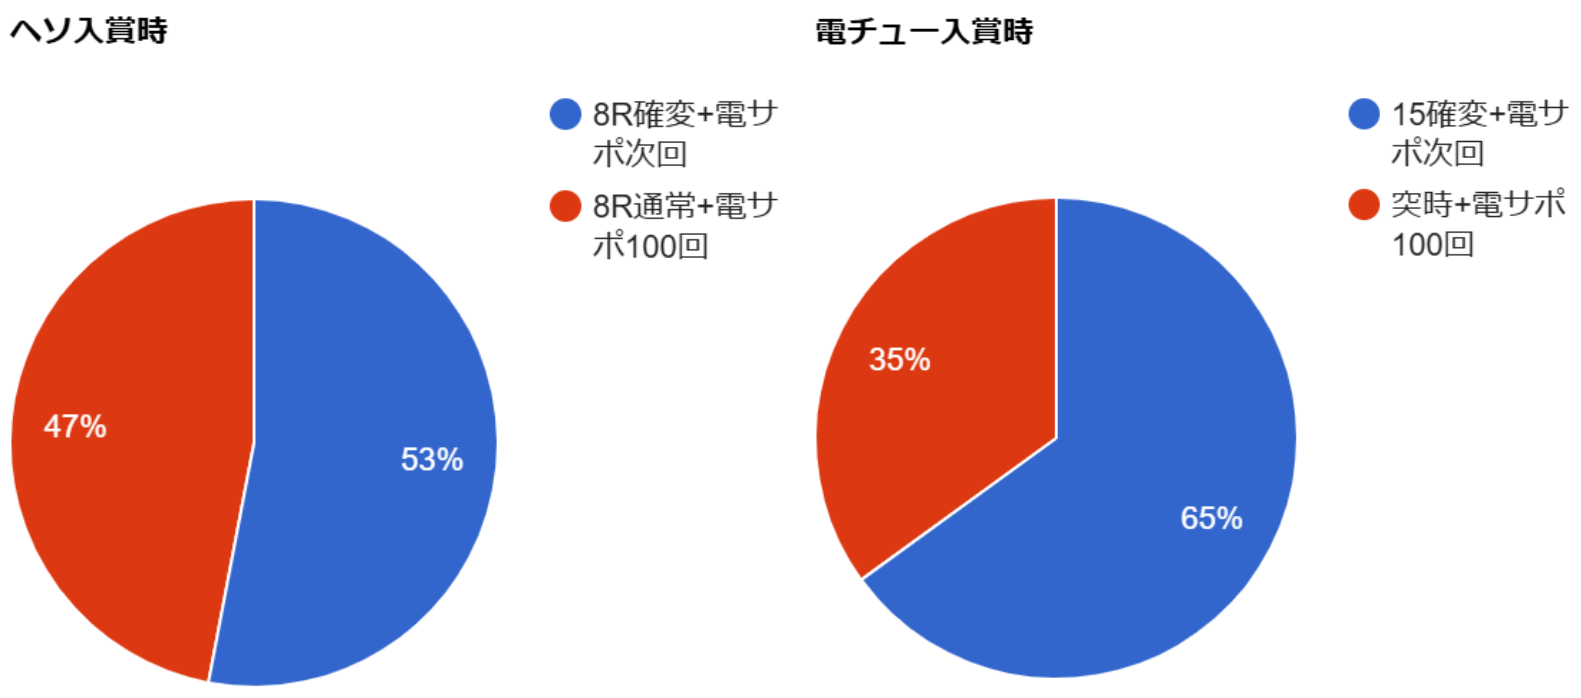 ヘソ入賞時
8R確変+電サ
ポ次回
8R通常+電サ
ポ100回
47%
53%
電チュー入賞時
15確変+電サ
ポ次回
突時+電サポ
100回
35%
65%